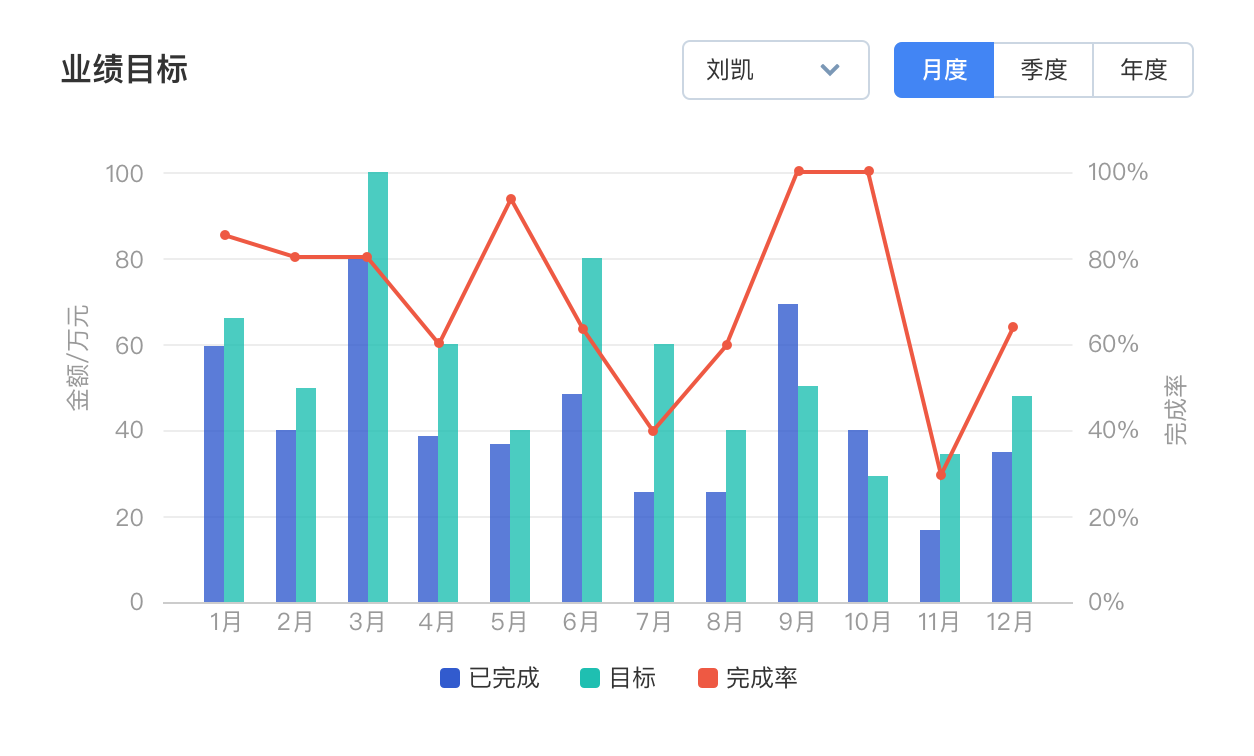 业绩目标
刘凯
月度 季度 年度
金额/万元
100
80
60
40
20
0
100%
80%
60%
40%
20%
0%
完成率
1月 2月 3月 4月 5月 6月 7月 8月 9月 10月 11月 12月
已完成 目标 完成率